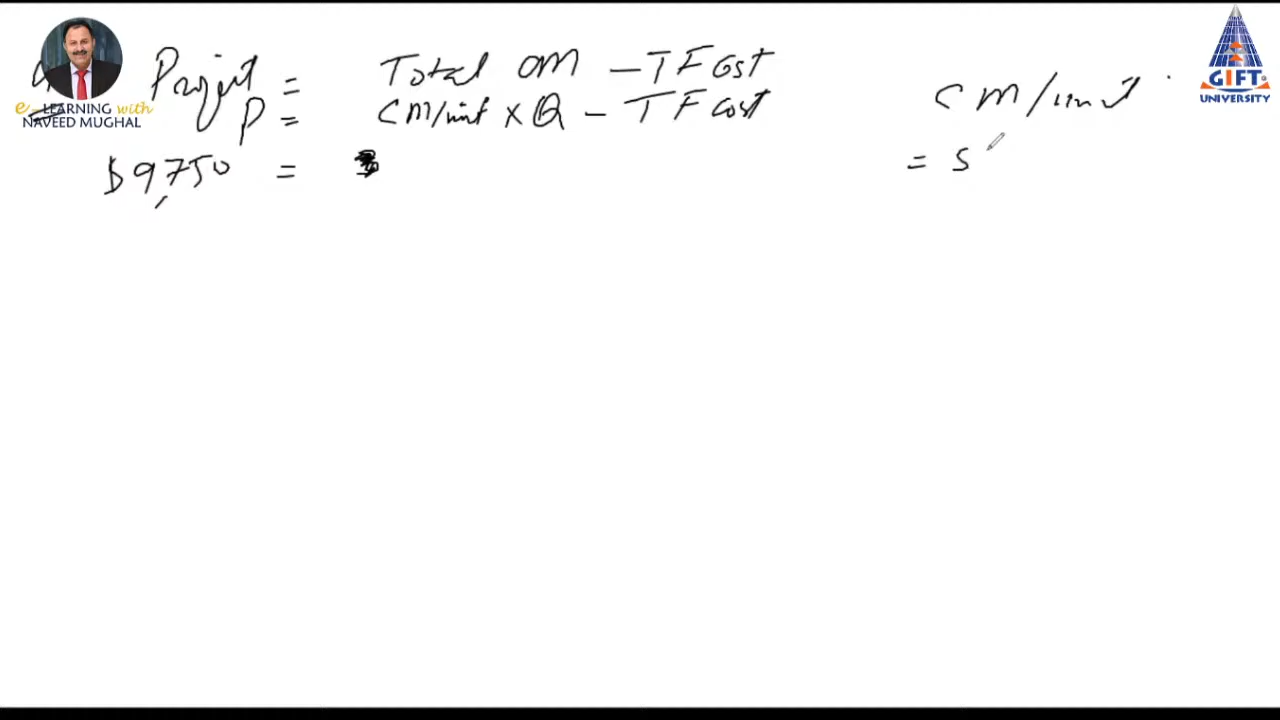 Profit = Total CM - T F Cost CM/unit
P = CM/unit × Q - T F Cost
$9,750 = = S
e-LEARNING with
NAVEED MUGHAL
GIFT
UNIVERSITY